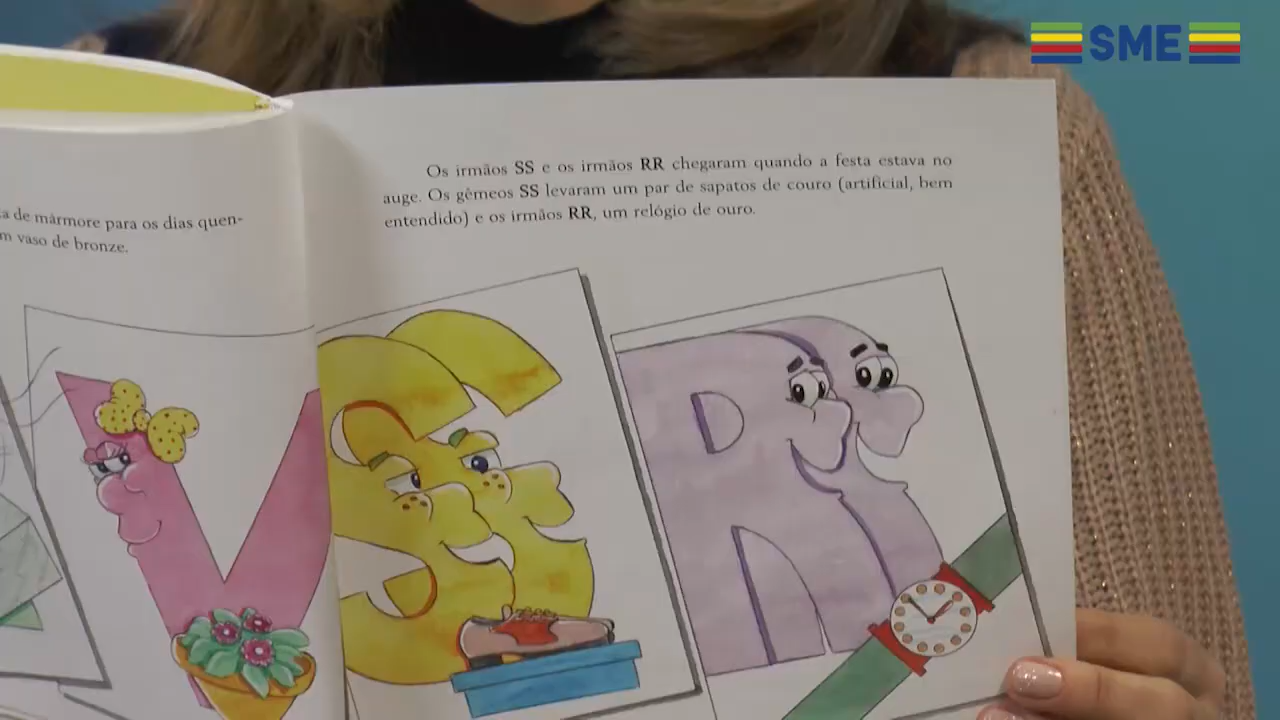 SME
a de mármore para os dias quen-
m vaso de bronze.
Os irmãos SS e os irmãos RR chegaram quando a festa estava no
auge. Os gêmeos SS levaram um par de sapatos de couro (artificial, bem
entendido) e os irmãos RR, um relógio de ouro.
V
SS
RR